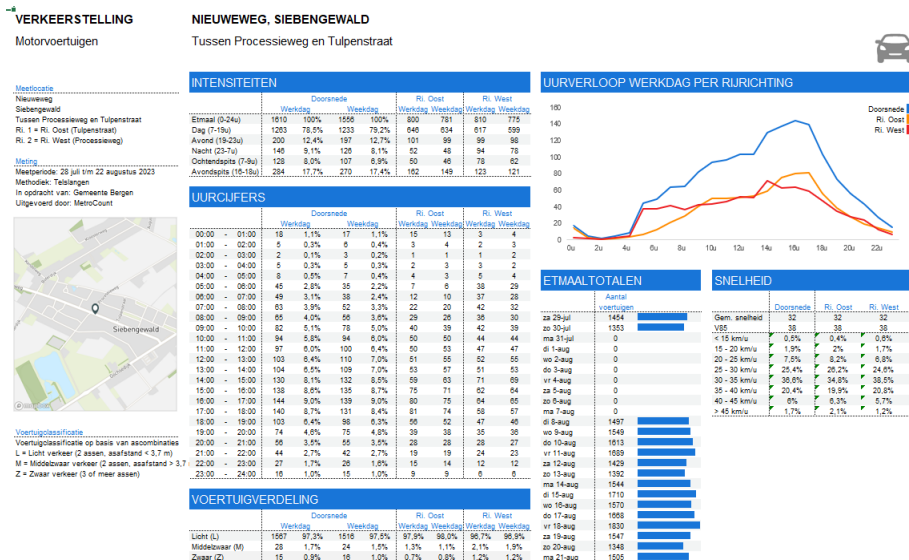 VERKEERSTELLING
Motorvoertuigen
NIEUWEWEG, SIEBENGEWALD
Tussen Processieweg en Tulpenstraat
Meetlocatie
Nieuweweg
Siebengewald
Tussen Processieweg en Tulpenstraat
Ri. 1 = Ri. Oost (Tulpenstraat)
Ri. 2 = Ri. West (Processieweg)
Meting
Meetperiode: 28 juli t/m 22 augustus 2023
Methodiek: Telslangen
In opdracht van: Gemeente Bergen
Uitgevoerd door: MetroCount
Siebengewald
Voertuigclassificatie
Voertuigclassificatie op basis van ascombinaties
L = Licht verkeer (2 assen, asafstand < 3,7 m)
M = Middelzwaar verkeer (2 assen, asafstand > 3,7
Z = Zwaar verkeer (3 of meer assen)
INTENSITEITEN
Doorsnede Ri. Oost Ri. West
Werkdag Weekdag Werkdag Weekdag Werkdag Weekdag
Etmaal (0-24u) 1610 100% 1556 100% 800 781 810 775
Dag (7-19u) 1263 78,5% 1233 79,2% 646 634 617 599
Avond (19-23u) 200 12,4% 197 12,7% 101 99 99 98
Nacht (23-7u) 146 9,1% 126 8,1% 52 48 94 78
Ochtendspits (7-9u) 128 8,0% 107 6,9% 50 46 78 62
Avondspits (16-18u) 284 17,7% 270 17,4% 162 149 123 121
UURCIJFERS
Doorsnede Ri. Oost Ri. West
Werkdag Weekdag Werkdag Weekdag Werkdag Weekdag
00:00 - 01:00 18 1,1% 17 1,1% 15 13 3 4
01:00 - 02:00 5 0,3% 6 0,4% 3 4 2 3
02:00 - 03:00 2 0,1% 3 0,2% 1 1 1 2
03:00 - 04:00 5 0,3% 5 0,3% 2 3 3 2
04:00 - 05:00 8 0,5% 7 0,4% 4 3 5 4
05:00 - 06:00 45 2,8% 35 2,2% 7 6 38 29
06:00 - 07:00 49 3,1% 38 2,4% 12 10 37 28
07:00 - 08:00 63 3,9% 52 3,3% 22 20 42 32
08:00 - 09:00 65 4,0% 56 3,6% 29 26 36 30
09:00 - 10:00 82 5,1% 78 5,0% 40 39 42 39
10:00 - 11:00 94 5,8% 94 6,0% 50 50 44 44
11:00 - 12:00 97 6,0% 100 6,4% 50 53 47 47
12:00 - 13:00 103 6,4% 110 7,0% 51 55 52 55
13:00 - 14:00 104 6,5% 109 7,0% 53 57 51 53
14:00 - 15:00 130 8,1% 132 8,5% 59 63 71 69
15:00 - 16:00 138 8,6% 135 8,7% 75 71 62 64
16:00 - 17:00 144 9,0% 139 9,0% 80 75 64 65
17:00 - 18:00 140 8,7% 131 8,4% 81 74 58 57
18:00 - 19:00 103 6,4% 98 6,3% 56 52 47 46
19:00 - 20:00 74 4,6% 75 4,8% 39 38 35 36
20:00 - 21:00 56 3,5% 55 3,5% 28 28 28 27
21:00 - 22:00 44 2,7% 42 2,7% 19 19 24 23
22:00 - 23:00 27 1,7% 26 1,6% 15 14 12 12
23:00 - 24:00 16 1,0% 15 1,0% 9 9 6 6
VOERTUIGVERDELING
Doorsnede Ri. Oost Ri. West
Werkdag Weekdag Werkdag Weekdag Werkdag Weekdag
Licht (L) 1567 97,3% 1516 97,5% 97,9% 98,0% 96,7% 96,9%
Middelzwaar (M) 28 1,7% 24 1,5% 1,3% 1,1% 2,1% 1,9%
Zwaar (Z) 15 0,9% 16 1,0% 0,7% 0,8% 1,2% 1,2%
UURVERLOOP WERKDAG PER RIJRICHTING
Doorsnede
Ri. Oost
Ri. West
160
140
120
100
80
60
40
20
0
0u 2u 4u 6u 8u 10u 12u 14u 16u 18u 20u 22u
ETMAALTOTALEN
Aantal
voertuigen
za 29-jul 1454
zo 30-jul 1353
ma 31-jul 0
di 1-aug 0
wo 2-aug 0
do 3-aug 0
vr 4-aug 0
za 5-aug 0
zo 6-aug 0
ma 7-aug 0
di 8-aug 1497
wo 9-aug 1549
do 10-aug 1613
vr 11-aug 1689
za 12-aug 1429
zo 13-aug 1392
ma 14-aug 1544
di 15-aug 1710
wo 16-aug 1570
do 17-aug 1668
vr 18-aug 1830
za 19-aug 1547
zo 20-aug 1348
ma 21-aug 1505
SNELHEID
Doorsnede Ri. Oost Ri. West
Gem. snelheid 32 32 32
V85 38 38 38
< 15 km/u 0,5% 0,4% 0,6%
15 - 20 km/u 1,9% 2% 1,7%
20 - 25 km/u 7,5% 8,2% 6,8%
25 - 30 km/u 25,4% 26,2% 24,6%
30 - 35 km/u 36,6% 34,8% 38,5%
35 - 40 km/u 20,4% 19,9% 20,8%
40 - 45 km/u 6% 6,3% 5,7%
> 45 km/u 1,7% 2,1% 1,2%